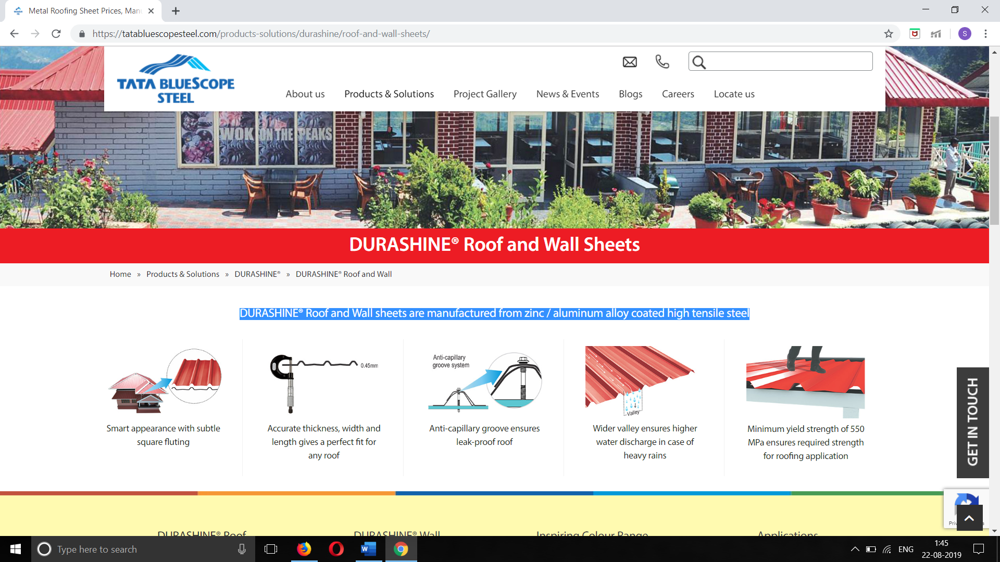 Metal Roofing Sheet Prices, Man
https://tatabluescopesteel.com/products-solutions/durashine/roof-and-wall-sheets/
S
TATA BLUESCOPE
STEEL
About us
Products & Solutions
Project Gallery
News & Events
Blogs
Careers
Locate us
WOK ON THE PEAKS
DURASHINE® Roof and Wall Sheets
Home » Products & Solutions » DURASHINE® » DURASHINE® Roof and Wall
DURASHINE® Roof and Wall sheets are manufactured from zinc / aluminum alloy coated high tensile steel
Smart appearance with subtle
square fluting
0.45mm
Accurate thickness, width and
length gives a perfect fit for
any roof
Anti-capillary
groove system
Anti-capillary groove ensures
leak-proof roof
Valley
Wider valley ensures higher
water discharge in case of
heavy rains
Minimum yield strength of 550
MPa ensures required strength
for roofing application
GET IN TOUCH
DURASHINE® Roof
DURASHINE® Wall
Inspiring Colour Range
Applications
Type here to search
ENG
1:45
22-08-2019